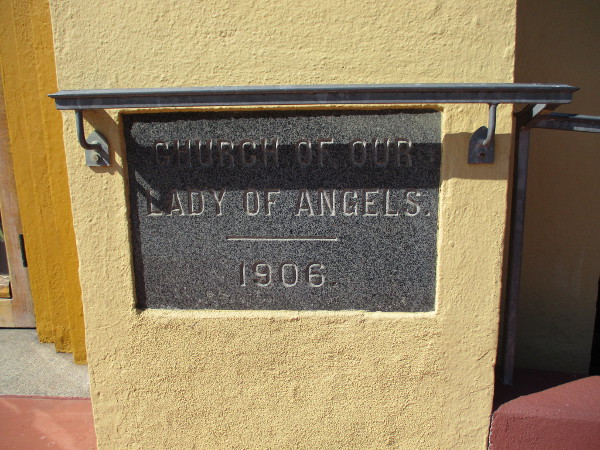 CHURCH OF OUR
LADY OF ANGELS.
1906